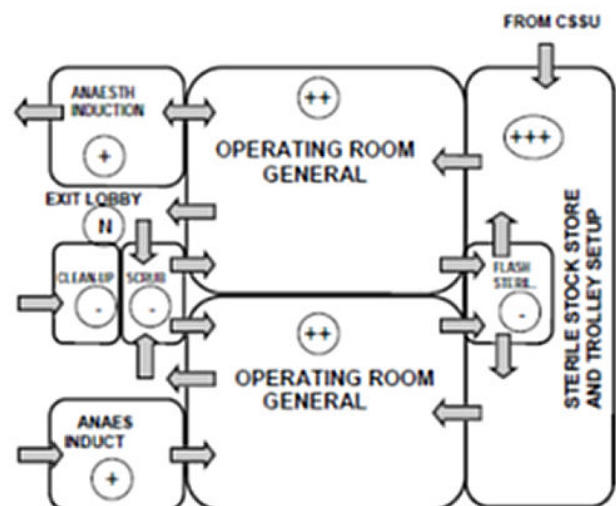 FROM CSSU
ANAESTH
INDUCTION
+
++
OPERATING ROOM
GENERAL
+++
EXIT LOBBY
N
CLEAN-UP
-
SCRUB
-
FLASH
STERIL.
-
STERILE STOCK STORE
AND TROLLEY SETUP
++
OPERATING ROOM
GENERAL
ANAES
INDUCT
+